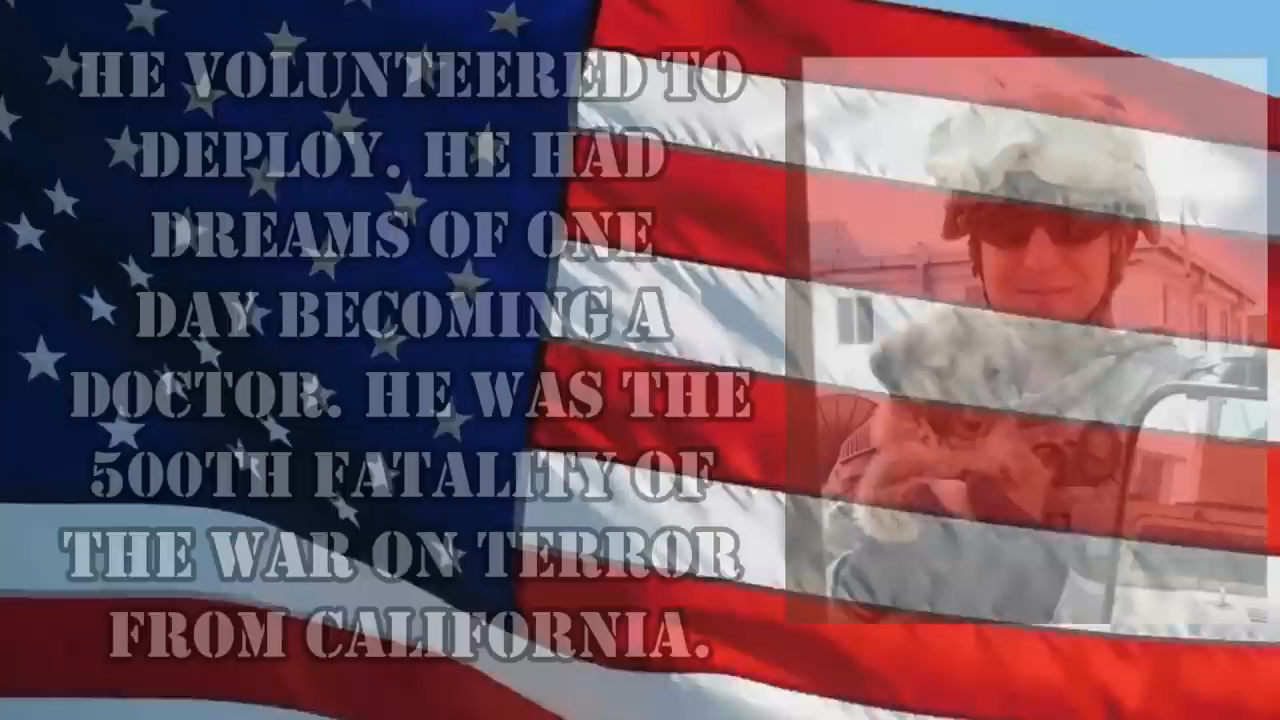 HE VOLUNTEERED TO
DEPLOY. HE HAD
DREAMS OF ONE
DAY BECOMING A
DOCTOR. HE WAS THE
500TH FATALITY OF
THE WAR ON TERROR
FROM CALIFORNIA.